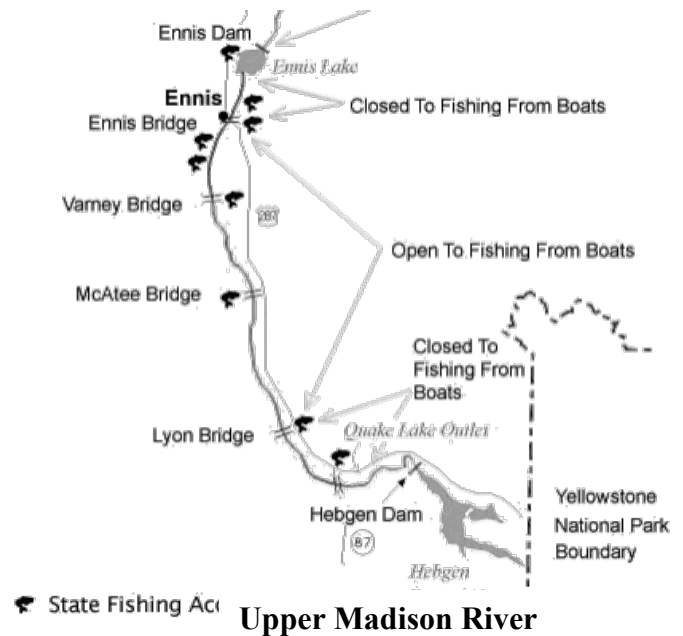 Ennis Dam
Ennis Lake
Ennis
Closed To Fishing From Boats
Ennis Bridge
Varney Bridge
287
Open To Fishing From Boats
McAtee Bridge
Closed To
Fishing From
Boats
Lyon Bridge
Quake Lake Outlet
Hebgen Dam
Yellowstone
National Park
Boundary
87
Hebgen
State Fishing Acc
Upper Madison River